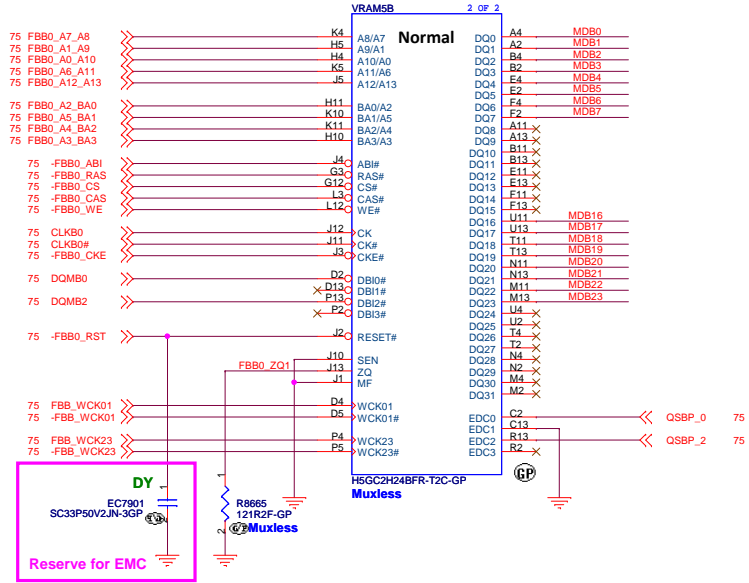 VRAM5B 2 OF 2
Normal
75 FBB0_A7_A8 K4 A8/A7 DQ0 A4 MDB0
75 FBB0_A1_A9 H5 A9/A1 DQ1 A2 MDB1
75 FBB0_A0_A10 H4 A10/A0 DQ2 B4 MDB2
75 FBB0_A6_A11 K5 A11/A6 DQ3 B2 MDB3
75 FBB0_A12_A13 J5 A12/A13 DQ4 E4 MDB4
DQ5 E2 MDB5
75 FBB0_A2_BA0 H11 BA0/A2 DQ6 F4 MDB6
75 FBB0_A5_BA1 K10 BA1/A5 DQ7 F2 MDB7
75 FBB0_A4_BA2 K11 BA2/A4 DQ8 A11
75 FBB0_A3_BA3 H10 BA3/A3 DQ9 A13
DQ10 B11
75 -FBB0_ABI J4 ABI# DQ11 B13
75 -FBB0_RAS G3 RAS# DQ12 E11
75 -FBB0_CS G12 CS# DQ13 E13
75 -FBB0_CAS L3 CAS# DQ14 F11
75 -FBB0_WE L12 WE# DQ15 F13
DQ16 U11 MDB16
75 CLKB0 J12 CK DQ17 U13 MDB17
75 CLKB0# J11 CK# DQ18 T11 MDB18
75 -FBB0_CKE J3 CKE# DQ19 T13 MDB19
DQ20 N11 MDB20
75 DQMB0 D2 DBI0# DQ21 N13 MDB21
D13 DBI1# DQ22 M11 MDB22
75 DQMB2 P13 DBI2# DQ23 M13 MDB23
P2 DBI3# DQ24 U4
DQ25 U2
75 -FBB0_RST J2 RESET# DQ26 T4
DQ27 T2
J10 SEN DQ28 N4
FBB0_ZQ1 J13 ZQ DQ29 N2
J1 MF DQ30 M4
DQ31 M2
75 FBB_WCK01 D4 WCK01
75 -FBB_WCK01 D5 WCK01# EDC0 C2 QSBP_0 75
EDC1 C13
75 FBB_WCK23 P4 WCK23 EDC2 R13 QSBP_2 75
75 -FBB_WCK23 P5 WCK23# EDC3 R2
GP
H5GC2H24BFR-T2C-GP
Muxless
DY
1
EC7901
SC33P50V2JN-3GP
2
1
R8665
121R2F-GP
2
Muxless
Reserve for EMC